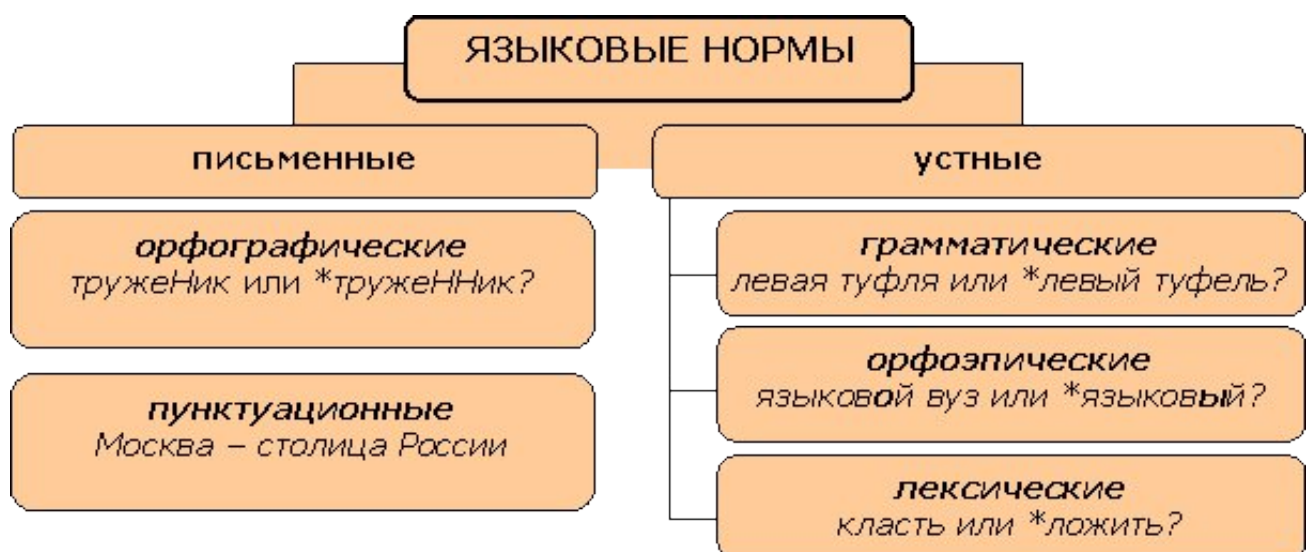 ЯЗЫКОВЫЕ НОРМЫ
письменные
орфографические
тружеНик или *тружеННик?
пунктуационные
Москва – столица России
устные
грамматические
левая туфля или *левый туфель?
орфоэпические
языковой вуз или *языковый?
лексические
класть или *ложить?